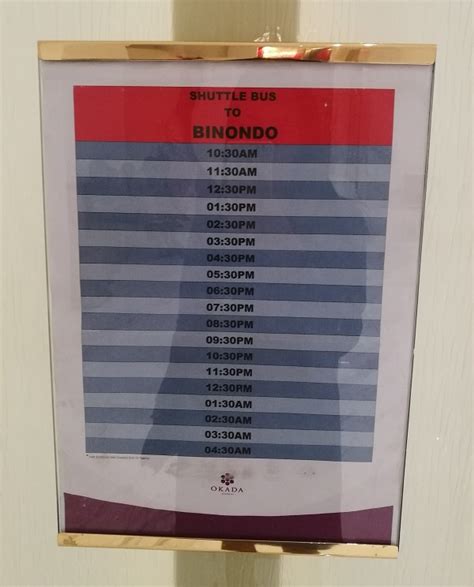 SHUTTLE BUS
TO
BINONDO
10:30AM
11:30AM
12:30PM
01:30PM
02:30PM
03:30PM
04:30PM
05:30PM
06:30PM
07:30PM
08:30PM
09:30PM
10:30PM
11:30PM
12:30RM
01:30AM
02:30AM
03:30AM
04:30AM
OKADA